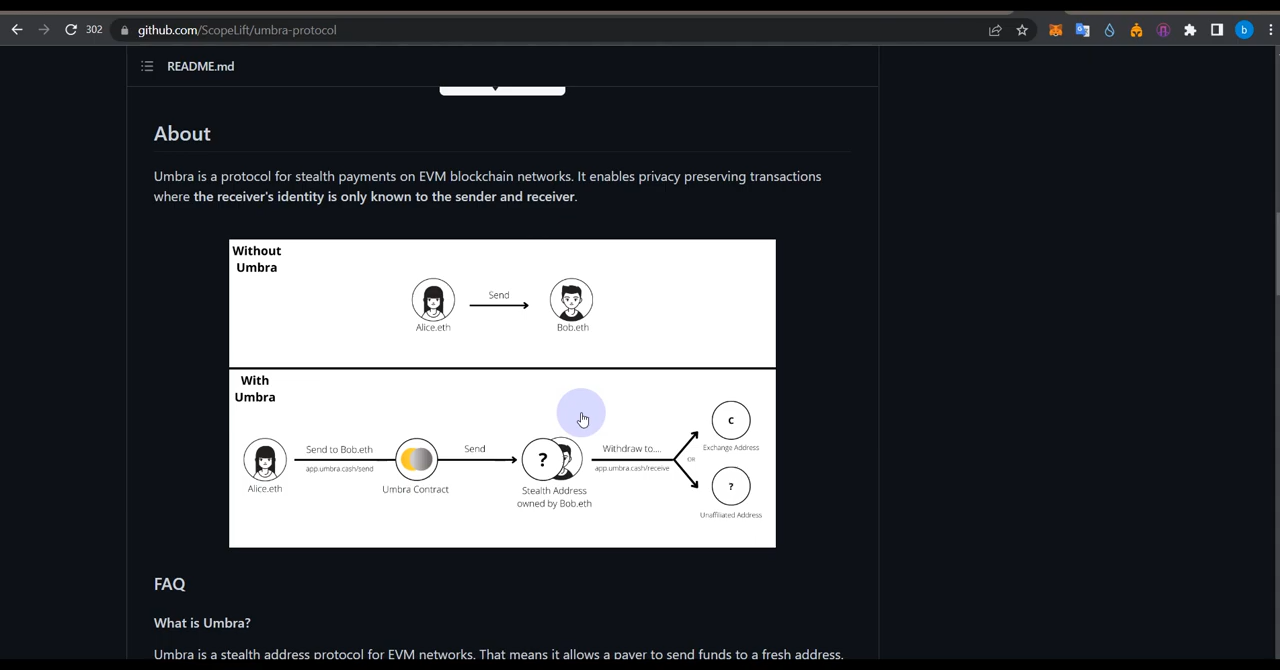 302
github.com/ScopeLift/umbra-protocol
b
README.md
About
Umbra is a protocol for stealth payments on EVM blockchain networks. It enables privacy preserving transactions
where the receiver's identity is only known to the sender and receiver.
Without
Umbra
Send
Alice.eth
Bob.eth
With
Umbra
Send to Bob.eth
app.umbra.cash/send
Alice.eth
Umbra Contract
Send
?
Stealth Address
owned by Bob.eth
Withdraw to....
app.umbra.cash/receive
C
Exchange Address
OR
?
Unaffiliated Address
FAQ
What is Umbra?
Umbra is a stealth address protocol for EVM networks. That means it allows a payer to send funds to a fresh address,